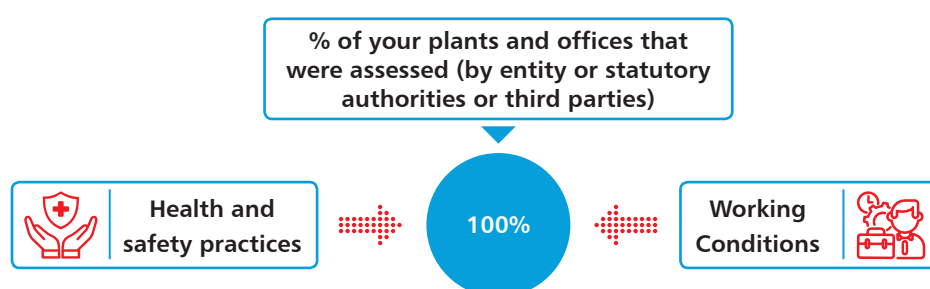 % of your plants and offices that
were assessed (by entity or statutory
authorities or third parties)
Health and
safety practices
100%
Working
Conditions